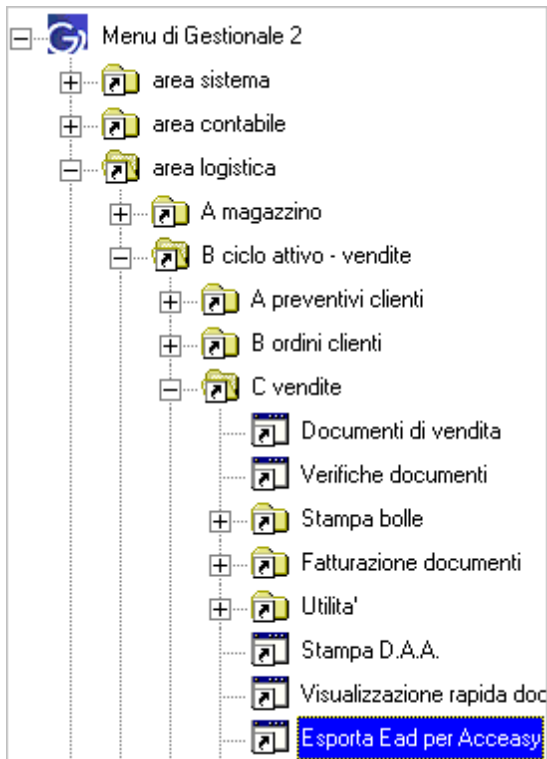 Menu di Gestionale 2
area sistema
area contabile
area logistica
A magazzino
B ciclo attivo - vendite
A preventivi clienti
B ordini clienti
C vendite
Documenti di vendita
Verifiche documenti
Stampa bolle
Fatturazione documenti
Utilita'
Stampa D.A.A.
Visualizzazione rapida doc
Esporta Ead per Acceasy